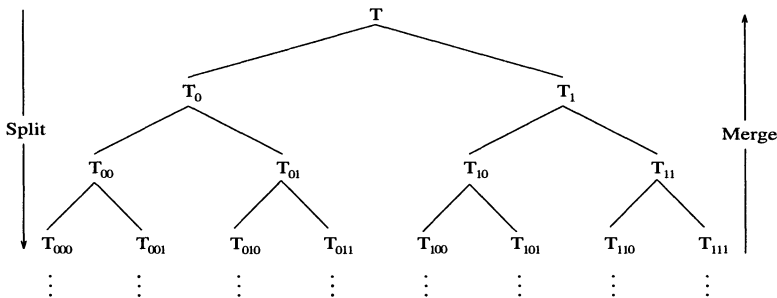 T
T₀ T₁
Split Merge
T₀₀ T₀₁ T₁₀ T₁₁
T₀₀₀ T₀₀₁ T₀₁₀ T₀₁₁ T₁₀₀ T₁₀₁ T₁₁₀ T₁₁₁